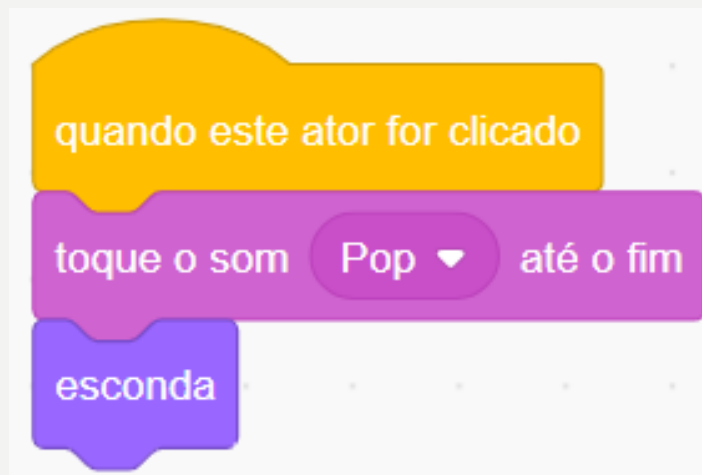 quando este ator for clicado
toque o som Pop até o fim
esconda